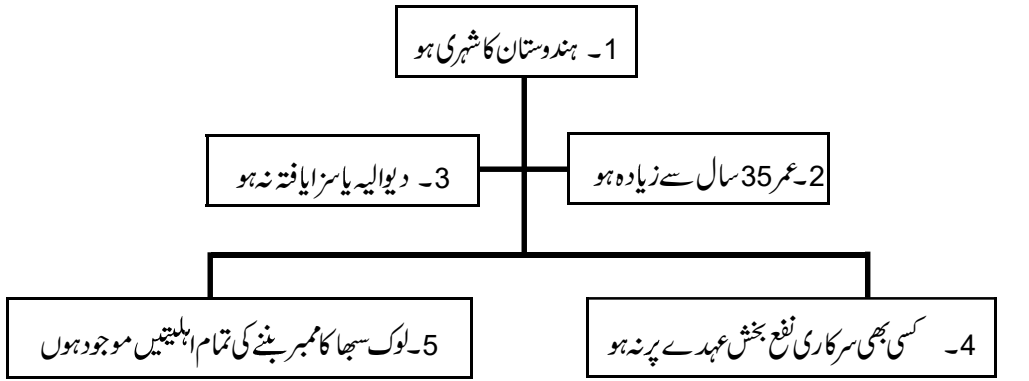 1۔ ہندوستان کا شہری ہو
2۔عمر 35 سال سے زیادہ ہو
3۔ دیوالیہ یا سزا یافتہ نہ ہو
4۔ کسی بھی سرکاری نفع بخش عہدے پر نہ ہو
5۔لوک سبھا کا ممبر بننے کی تمام اہلیتیں موجود ہوں